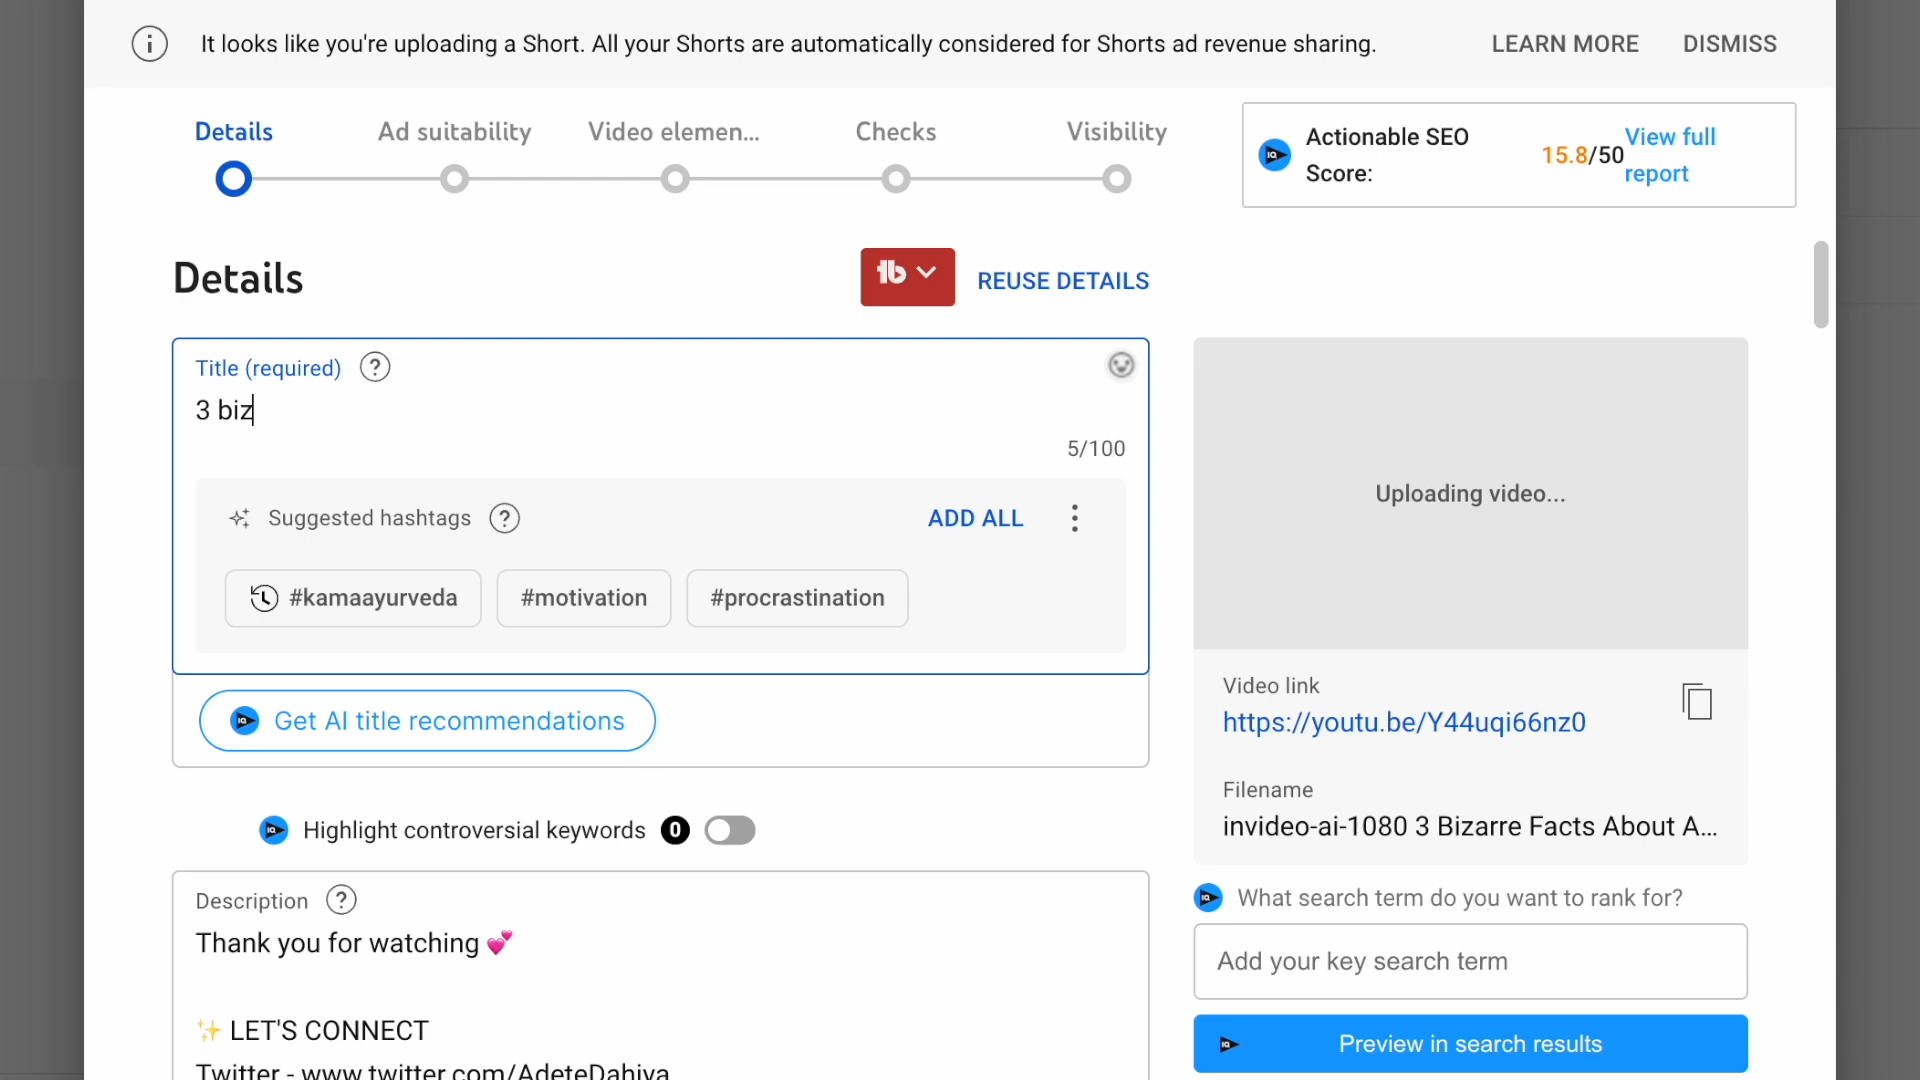 It looks like you're uploading a Short. All your Shorts are automatically considered for Shorts ad revenue sharing.
LEARN MORE
DISMISS
Details
Ad suitability
Video elemen...
Checks
Visibility
Actionable SEO
Score:
15.8/50
View full
report
Details
REUSE DETAILS
Title (required)
3 biz
5/100
Suggested hashtags
ADD ALL
#kamaayurveda
#motivation
#procrastination
Get AI title recommendations
Highlight controversial keywords 0
Description
Thank you for watching 💕
✨ LET'S CONNECT
Twitter - www.twitter.com/AdeteDahiya
Uploading video...
Video link
https://youtu.be/Y44uqi66nz0
Filename
invideo-ai-1080 3 Bizarre Facts About A...
What search term do you want to rank for?
Add your key search term
Preview in search results